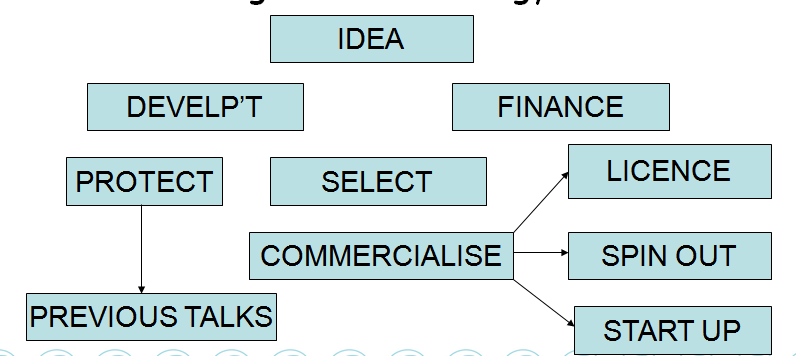 IDEA
DEVELP'T
FINANCE
PROTECT
SELECT
LICENCE
COMMERCIALISE
SPIN OUT
PREVIOUS TALKS
START UP